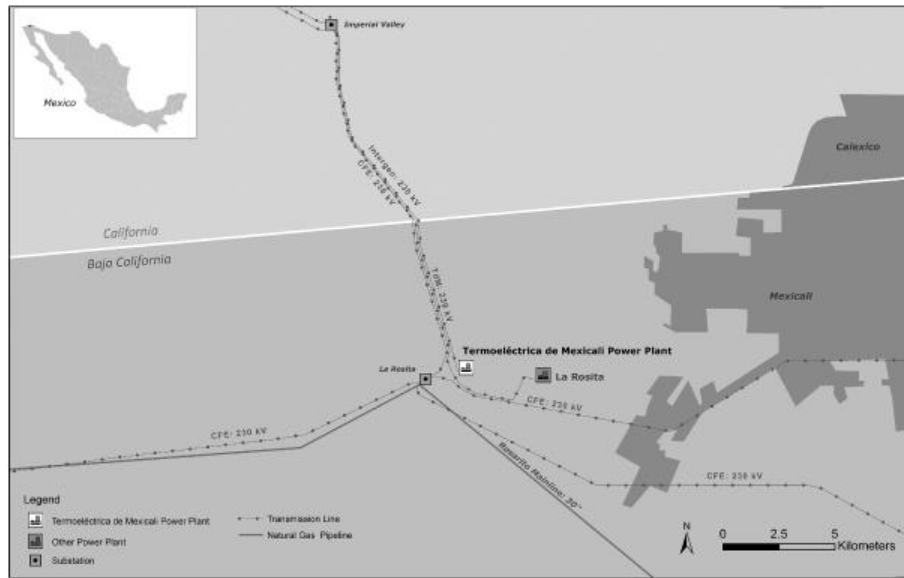 Imperial Valley
Mexico
Calexico
Intergen: 230 kV
CFE: 230 kV
California
Baja California
Mexicali
TdM: 230 kV
Termoeléctrica de Mexicali Power Plant
La Rosita
La Rosita
CFE: 230 kV
CFE: 230 kV
Rosarito Mainline: 30"
CFE: 230 kV
Legend
Termoeléctrica de Mexicali Power Plant
Transmission Line
Other Power Plant
Natural Gas Pipeline
Substation
N
0 2.5 5
Kilometers